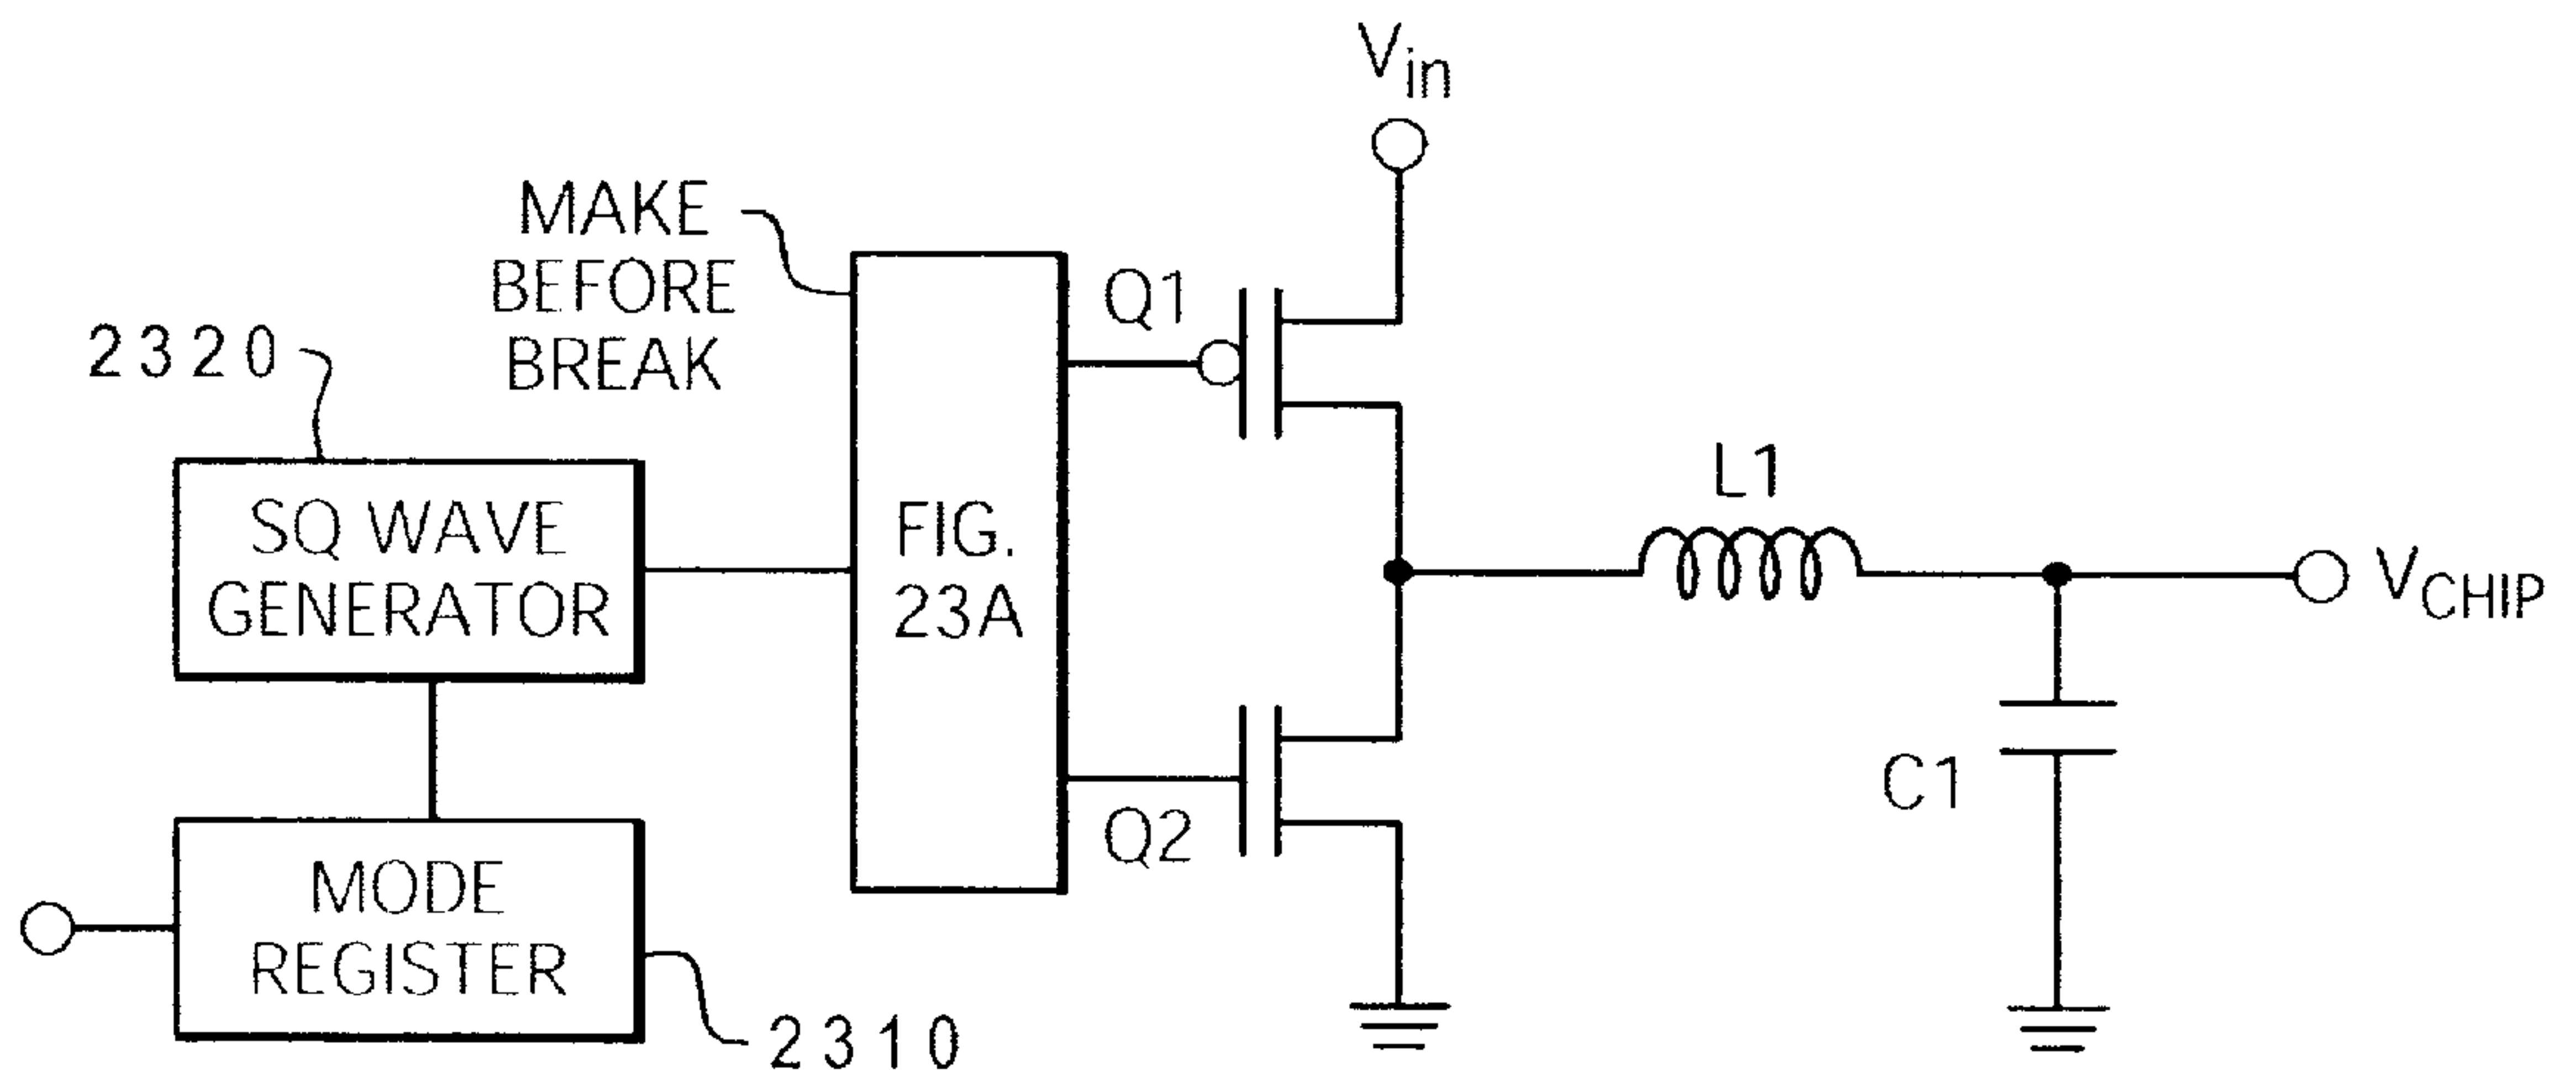 Vin
MAKE
BEFORE
BREAK
2320
Q1
L1
SQ WAVE
GENERATOR
FIG.
23A
VCHIP
Q2
C1
MODE
REGISTER
2310